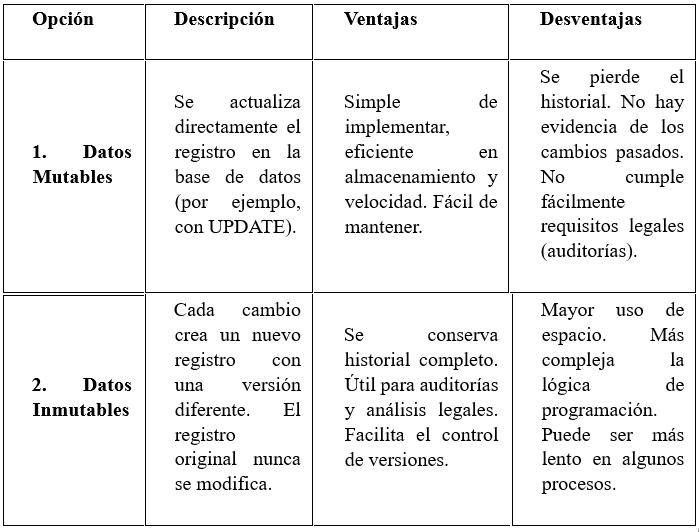 Opción
Descripción
Ventajas
Desventajas
1. Datos
Mutables
Se actualiza
directamente el
registro en la
base de datos
(por ejemplo,
con UPDATE).
Simple de
implementar,
eficiente en
almacenamiento y
velocidad. Fácil de
mantener.
Se pierde el
historial. No hay
evidencia de los
cambios pasados.
No cumple
fácilmente
requisitos legales
(auditorías).
2. Datos
Inmutables
Cada cambio
crea un nuevo
registro con
una versión
diferente. El
registro
original nunca
se modifica.
Se conserva
historial completo.
Útil para auditorías
y análisis legales.
Facilita el control
de versiones.
Mayor uso de
espacio. Más
compleja la
lógica de
programación.
Puede ser más
lento en algunos
procesos.